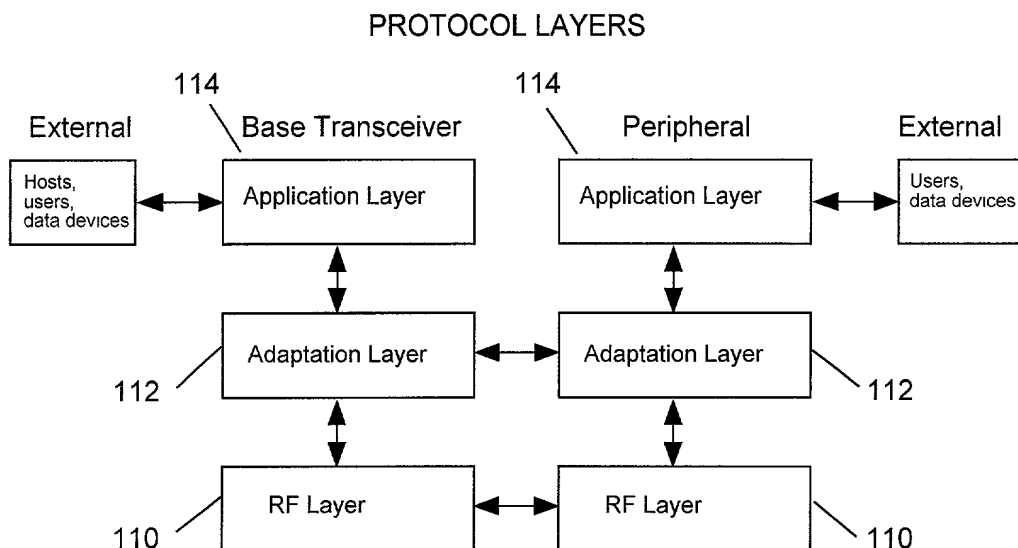 PROTOCOL LAYERS
114
114
External
Base Transceiver
Peripheral
External
Hosts,
users,
data devices
Application Layer
Application Layer
Users,
data devices
Adaptation Layer
Adaptation Layer
112
112
RF Layer
RF Layer
110
110